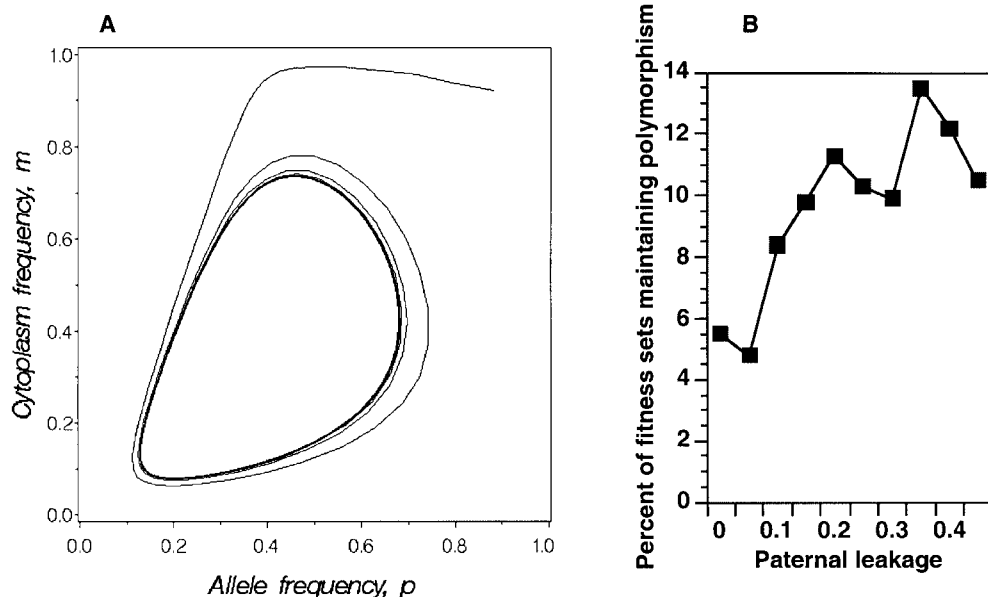 A
1.0
0.8
0.6
0.4
0.2
0.0
Cytoplasm frequency, m
0.0 0.2 0.4 0.6 0.8 1.0
Allele frequency, p
B
Percent of fitness sets maintaining polymorphism
14
12
10
8
6
4
2
0
0 0.1 0.2 0.3 0.4
Paternal leakage